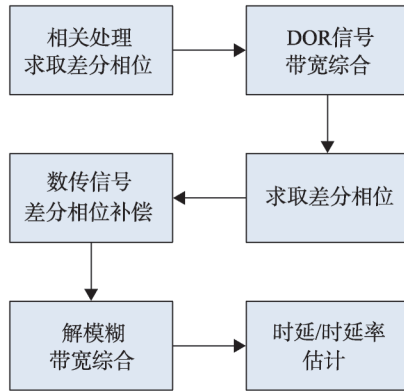 相关处理
求取差分相位
DOR信号
带宽综合
求取差分相位
数传信号
差分相位补偿
解模糊
带宽综合
时延/时延率
估计